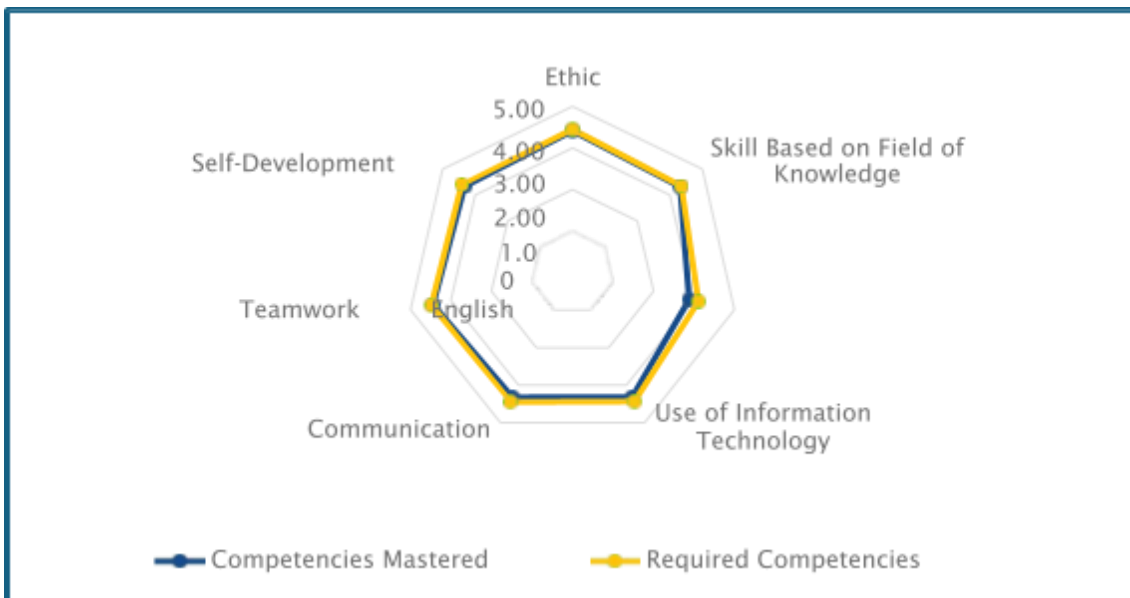 Ethic
5.00
Skill Based on Field of
Knowledge
4.00
Self-Development
3.00
2.00
1.0
0
Teamwork
English
Use of Information
Technology
Communication
Competencies Mastered
Required Competencies